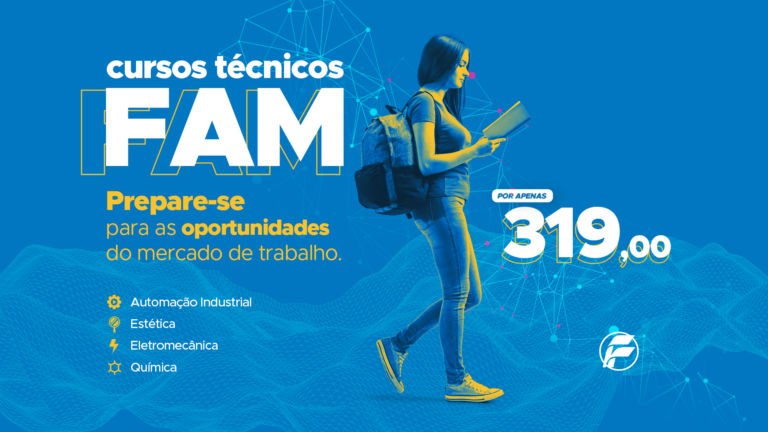 cursos técnicos
FAM
Prepare-se
para as oportunidades
do mercado de trabalho.
Automação Industrial
Estética
Eletromecânica
Química
POR APENAS
319,00